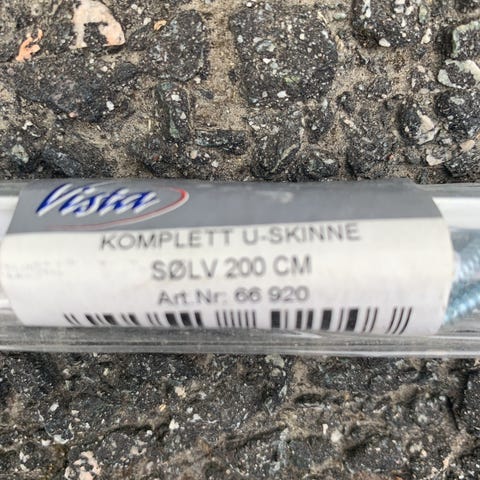 Vista
KOMPLETT U-SKINNE
SØLV 200 CM
Art.Nr: 66 920